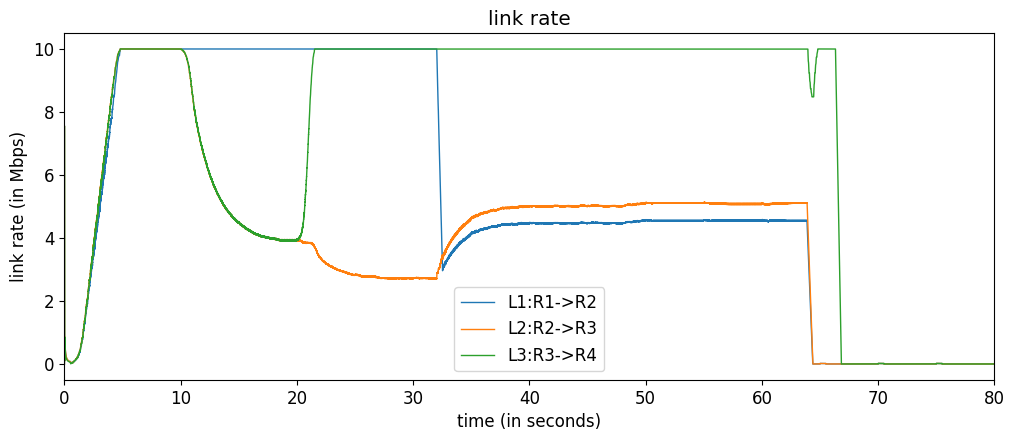 link rate
link rate (in Mbps)
10
8
6
4
2
0
L1:R1->R2
L2:R2->R3
L3:R3->R4
0 10 20 30 40 50 60 70 80
time (in seconds)